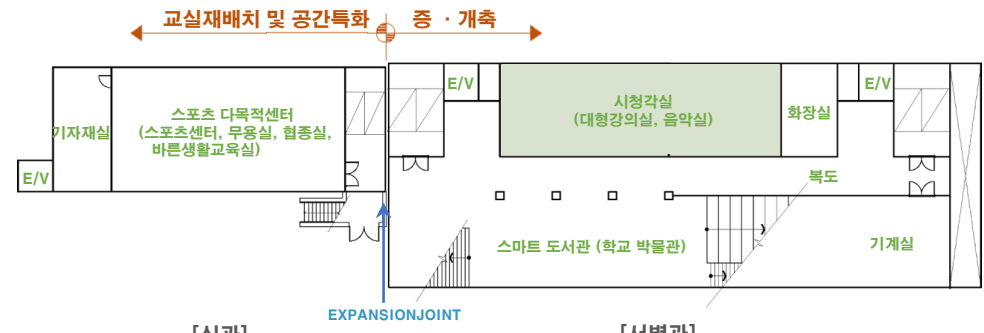 교실재배치 및 공간특화
증 · 개축
E/V
E/V
시청각실
(대형강의실, 음악실)
화장실
스포츠 다목적센터
(스포츠센터, 무용실, 협종실,
바른생활교육실)
기자재실
E/V
복도
스마트 도서관 (학교 박물관)
기계실
EXPANSIONJOINT